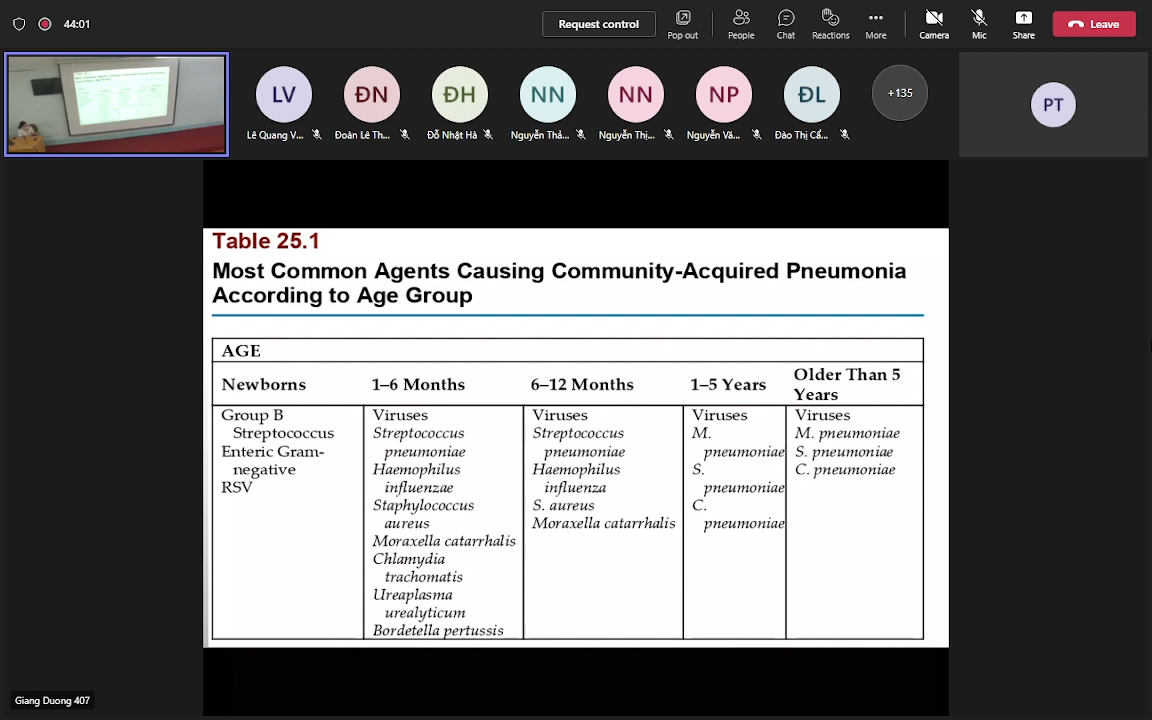 44:01
Request control
Pop out
People
Chat
Reactions
More
Camera
Mic
Share
Leave
LV
ĐN
ĐH
NN
NN
NP
ĐL
+135
PT
Lê Quang V...
Đoàn Lê Th...
Đỗ Nhật Hà
Nguyễn Thả...
Nguyễn Thị...
Nguyễn Vă...
Đào Thị Cẩ...
Table 25.1
Most Common Agents Causing Community-Acquired Pneumonia
According to Age Group
AGE
Newborns
1–6 Months
6–12 Months
1–5 Years
Older Than 5
Years
Group B
Streptococcus
Enteric Gram-
negative
RSV
Viruses
Streptococcus
pneumoniae
Haemophilus
influenzae
Staphylococcus
aureus
Moraxella catarrhalis
Chlamydia
trachomatis
Ureaplasma
urealyticum
Bordetella pertussis
Viruses
Streptococcus
pneumoniae
Haemophilus
influenza
S. aureus
Moraxella catarrhalis
Viruses
M.
pneumoniae
S.
pneumoniae
C.
pneumoniae
Viruses
M. pneumoniae
S. pneumoniae
C. pneumoniae
Giang Duong 407